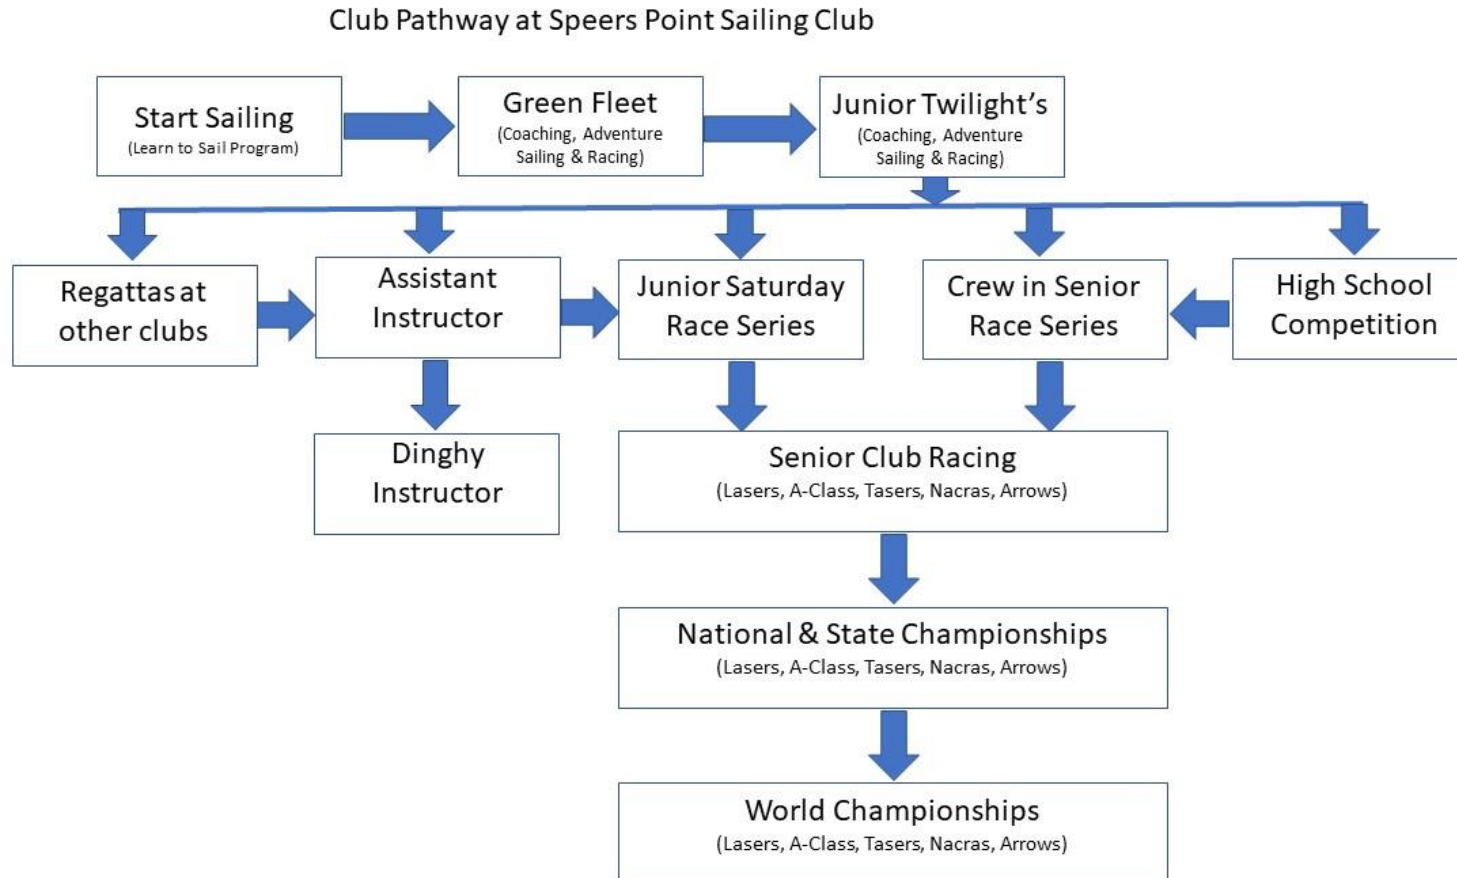 Club Pathway at Speers Point Sailing Club
Start Sailing
(Learn to Sail Program)
Green Fleet
(Coaching, Adventure
Sailing & Racing)
Junior Twilight's
(Coaching, Adventure
Sailing & Racing)
Regattas at
other clubs
Assistant
Instructor
Junior Saturday
Race Series
Crew in Senior
Race Series
High School
Competition
Dinghy
Instructor
Senior Club Racing
(Lasers, A-Class, Tasers, Nacras, Arrows)
National & State Championships
(Lasers, A-Class, Tasers, Nacras, Arrows)
World Championships
(Lasers, A-Class, Tasers, Nacras, Arrows)